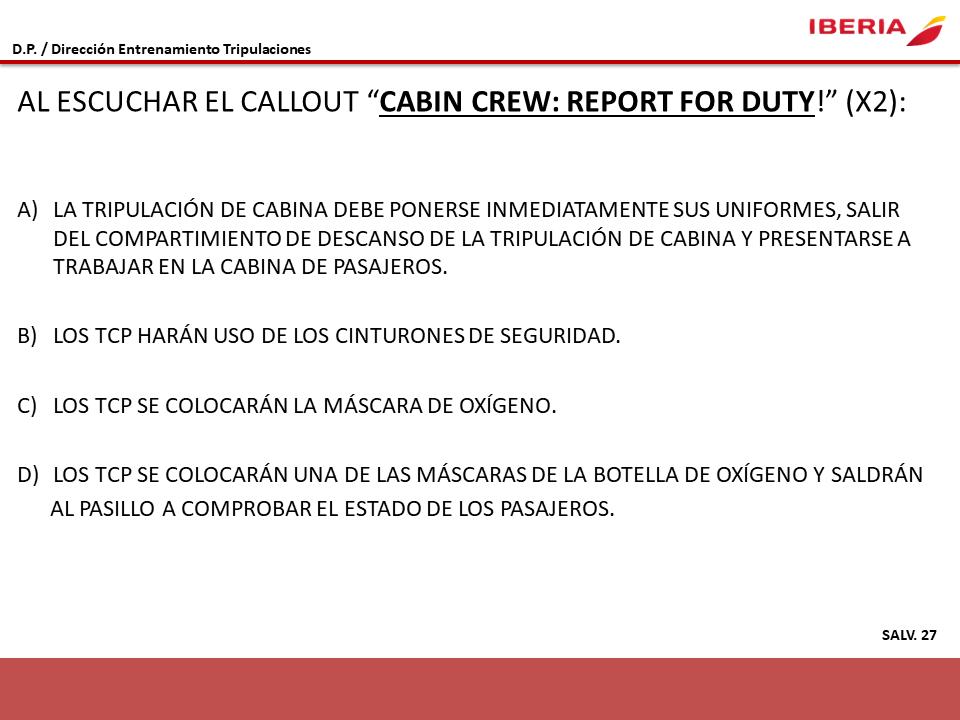 IBERIA
D.P. / Dirección Entrenamiento Tripulaciones
AL ESCUCHAR EL CALLOUT “CABIN CREW: REPORT FOR DUTY!” (X2):
A) LA TRIPULACIÓN DE CABINA DEBE PONERSE INMEDIATAMENTE SUS UNIFORMES, SALIR
DEL COMPARTIMIENTO DE DESCANSO DE LA TRIPULACIÓN DE CABINA Y PRESENTARSE A
TRABAJAR EN LA CABINA DE PASAJEROS.
B) LOS TCP HARÁN USO DE LOS CINTURONES DE SEGURIDAD.
C) LOS TCP SE COLOCARÁN LA MÁSCARA DE OXÍGENO.
D) LOS TCP SE COLOCARÁN UNA DE LAS MÁSCARAS DE LA BOTELLA DE OXÍGENO Y SALDRÁN
AL PASILLO A COMPROBAR EL ESTADO DE LOS PASAJEROS.
SALV. 27